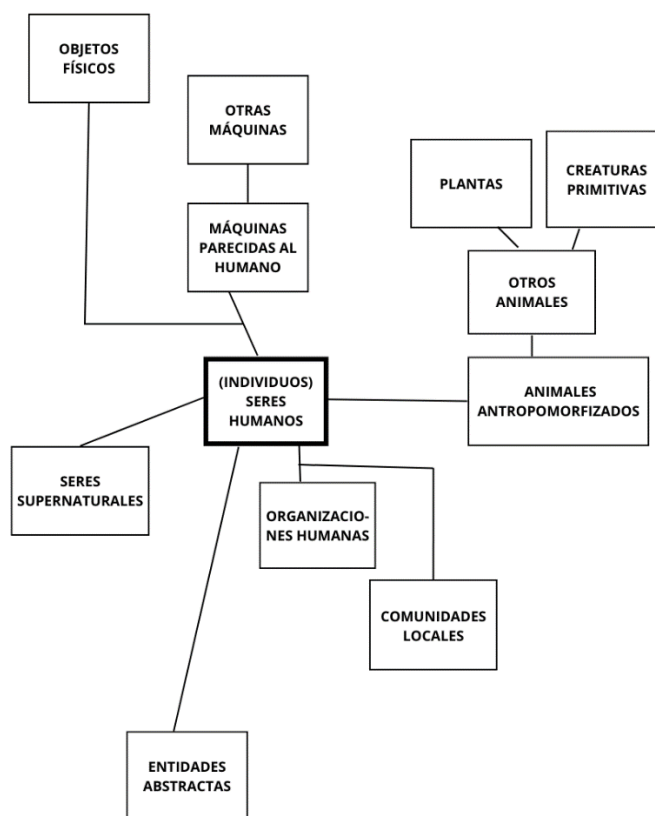 OBJETOS
FÍSICOS
OTRAS
MÁQUINAS
MÁQUINAS
PARECIDAS AL
HUMANO
PLANTAS
CREATURAS
PRIMITIVAS
OTROS
ANIMALES
(INDIVIDUOS)
SERES
HUMANOS
ANIMALES
ANTROPOMORFIZADOS
SERES
SUPERNATURALES
ORGANIZACIO-
NES HUMANAS
COMUNIDADES
LOCALES
ENTIDADES
ABSTRACTAS